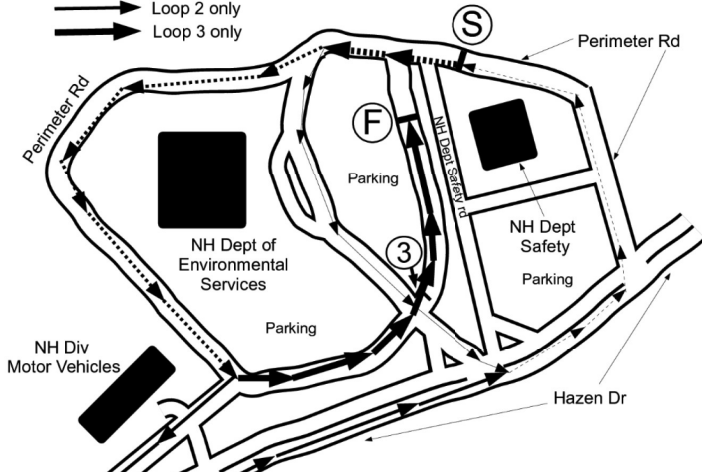 Loop 2 only
Loop 3 only
S
Perimeter Rd
Perimeter Rd
F
NH Dept Safety rd
Parking
NH Dept
Safety
NH Dept of
Environmental
Services
3
Parking
Parking
NH Div
Motor Vehicles
Hazen Dr